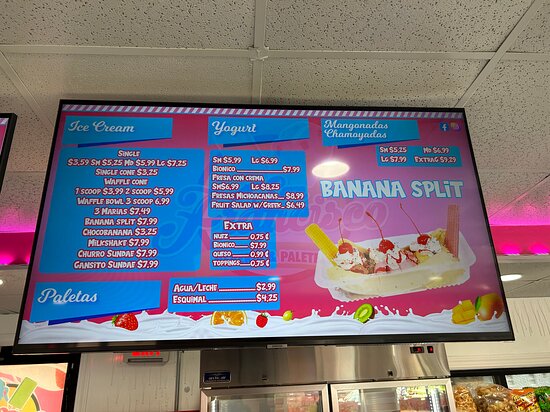 Ice Cream
Single
$3,59 Sm $5,25 Md $5,99 Lg $7,25
Single cone $3,25
Waffle cone
1 scoop $3,99 2 scoop $5,99
Waffle bowl 3 scoop 6,99
3 Marias $7,49
Banana split $7,99
Chocobanana $3,25
Milkshake $7,99
Churro Sundae $7,99
Gansito Sundae $7,99
Paletas
Agua/Leche $2,99
Esquimal $4,25
Yogurt
Sm $5,99 Lg $6,99
Bionico $7,99
Fresa con crema
Sm$6,99 Lg $8,25
Fresas Michoacanas $8,99
Fruit Salad w/Greek $6,49
Extra
Nuez 0,75 ¢
Bionico $7,99
Queso 0,99 ¢
Toppings 0,75 ¢
Mangonadas
Chamoyadas
Sm $5,25 Md $6,99
Lg $7,99 ExtraG $9,29
BANANA SPLiT